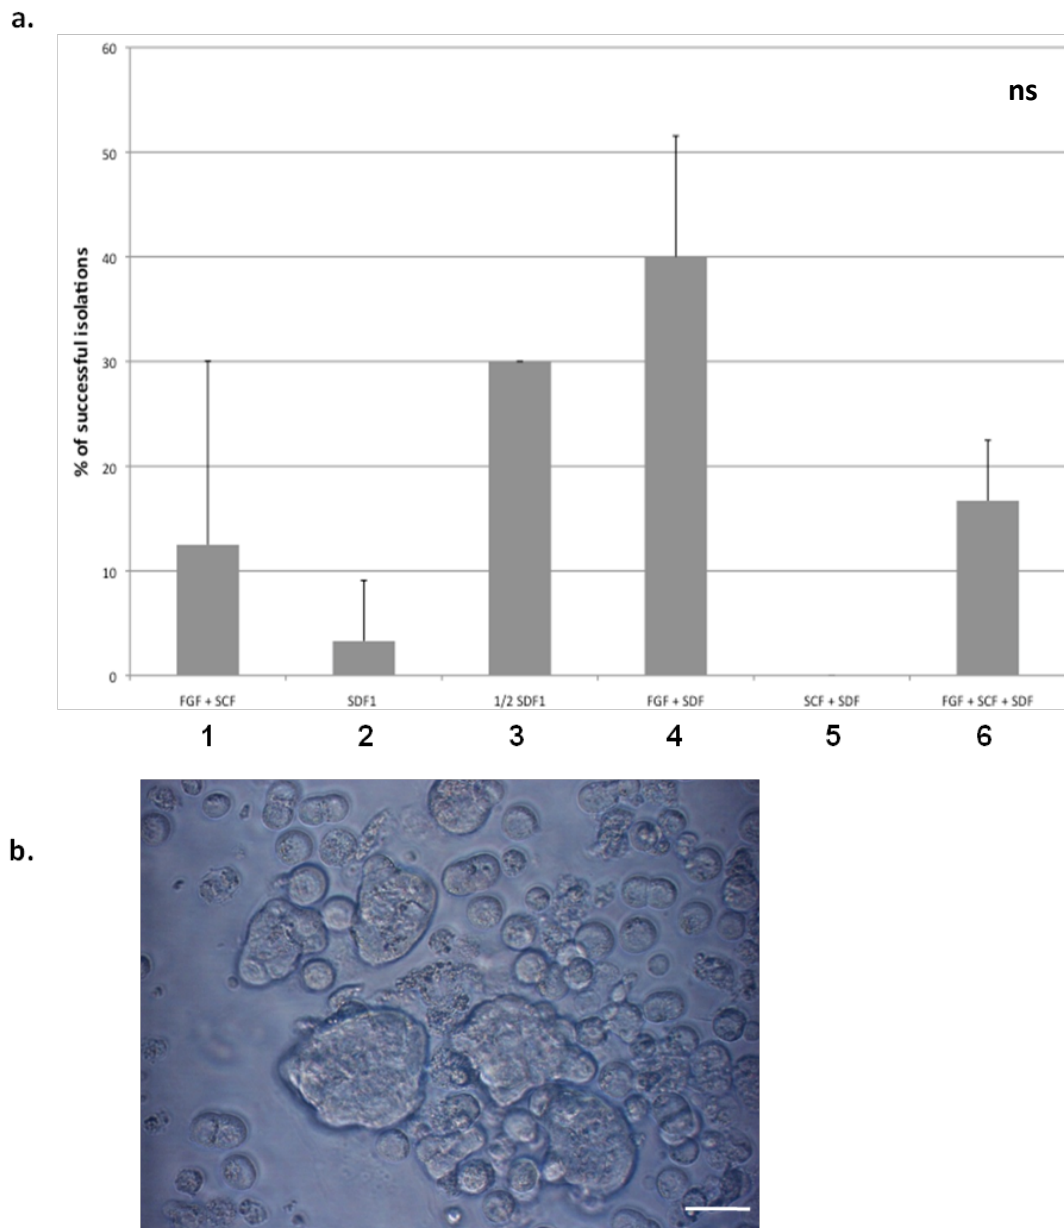 a.
60
ns
50
40
30
20
10
0
% of successful isolations
FGF + SCF
SDF1
1/2 SDF1
FGF + SDF
SCF + SDF
FGF + SCF + SDF
1 2 3 4 5 6
b.